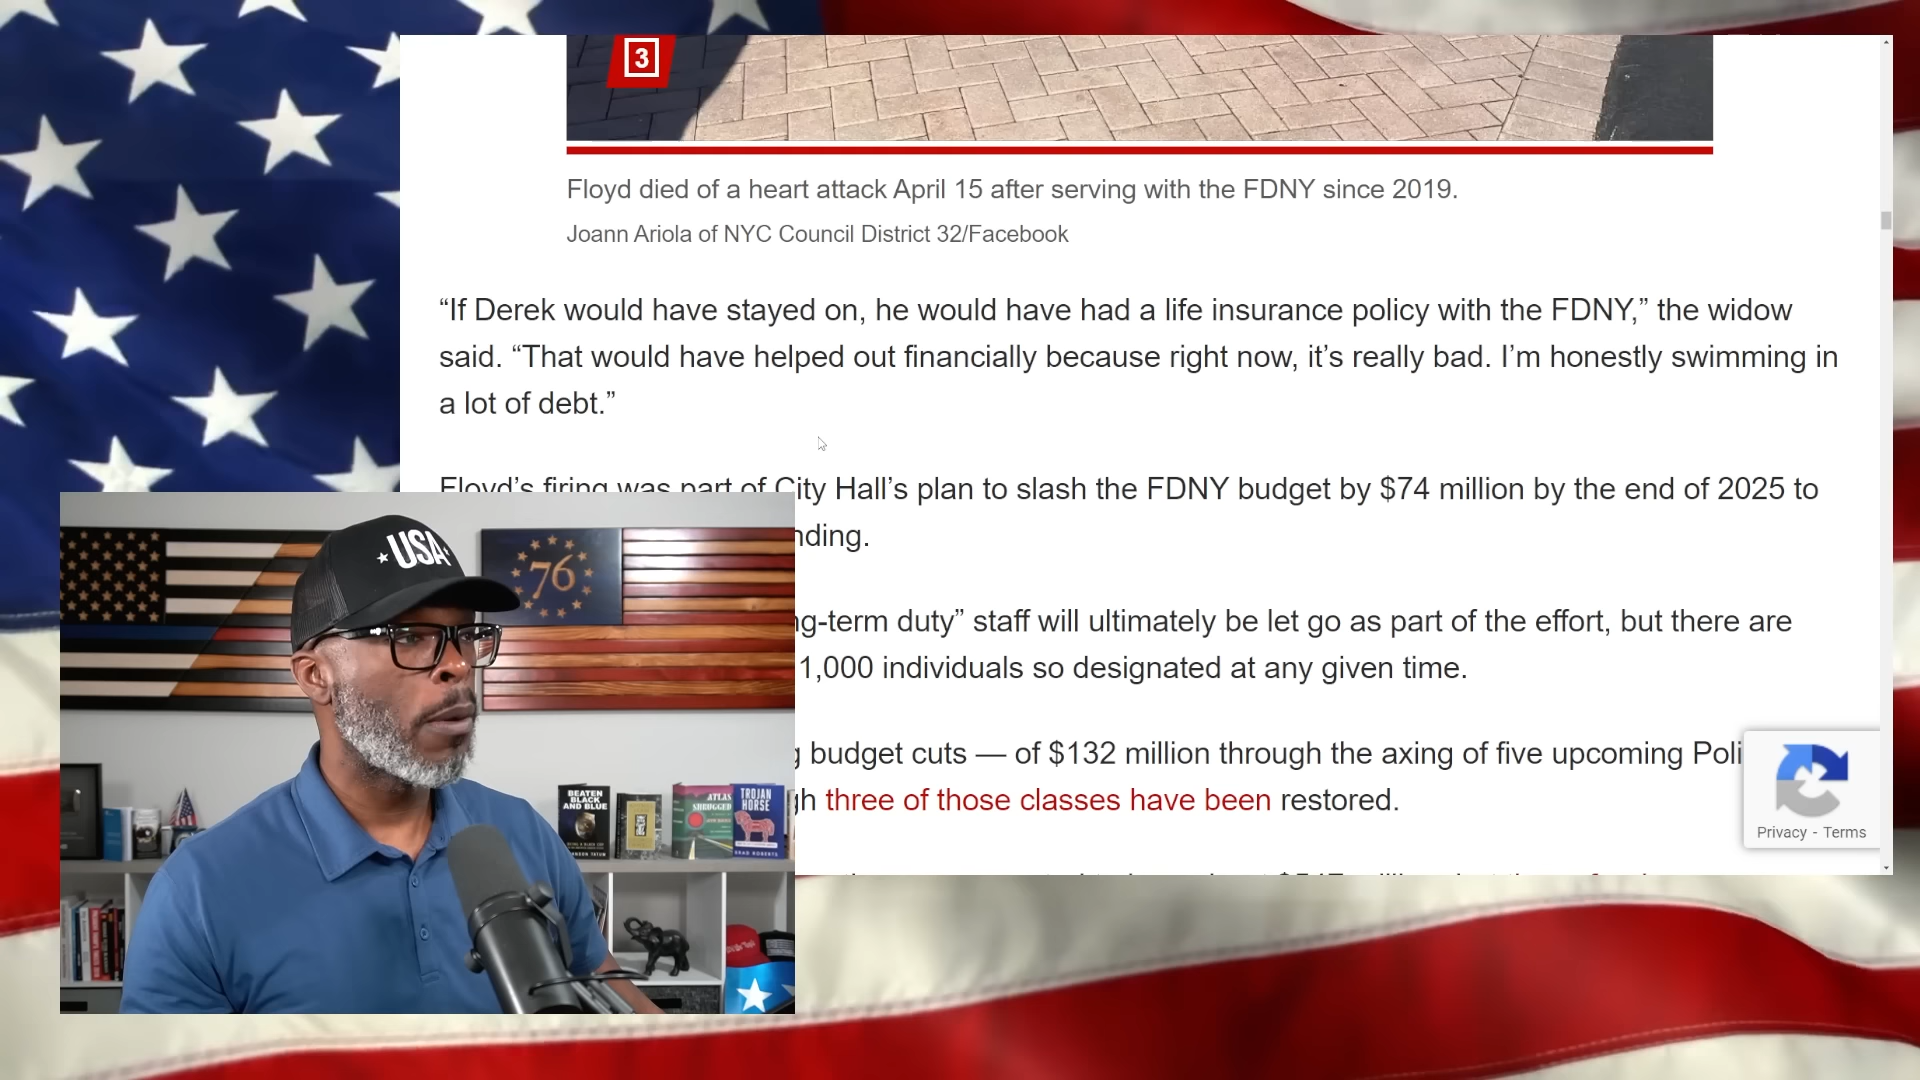 3
Floyd died of a heart attack April 15 after serving with the FDNY since 2019.
Joann Ariola of NYC Council District 32/Facebook
“If Derek would have stayed on, he would have had a life insurance policy with the FDNY,” the widow
said. “That would have helped out financially because right now, it’s really bad. I’m honestly swimming in
a lot of debt.”
Floyd’s firing was part of City Hall’s plan to slash the FDNY budget by $74 million by the end of 2025 to
nding.
ng-term duty” staff will ultimately be let go as part of the effort, but there are
1,000 individuals so designated at any given time.
g budget cuts — of $132 million through the axing of five upcoming Poli
gh three of those classes have been restored.
Privacy - Terms
USA
76
BEATEN
BLACK
AND BLUE
ATLAS
SHRUGGED
TROJAN
HORSE